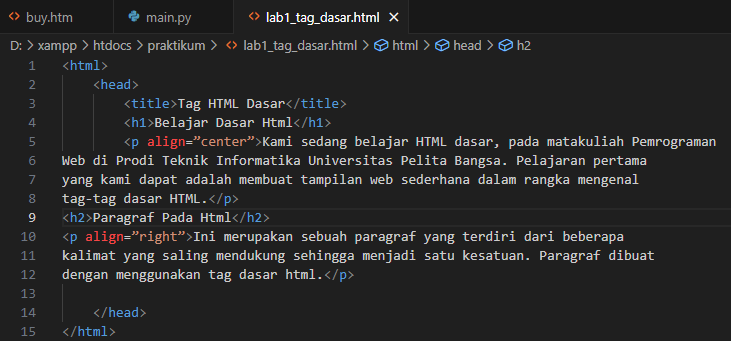 buy.htm main.py lab1_tag_dasar.html
D: > xampp > htdocs > praktikum > lab1_tag_dasar.html > html > head > h2
1 <html>
2 <head>
3 <title>Tag HTML Dasar</title>
4 <h1>Belajar Dasar Html</h1>
5 <p align=”center”>Kami sedang belajar HTML dasar, pada matakuliah Pemrograman
6 Web di Prodi Teknik Informatika Universitas Pelita Bangsa. Pelajaran pertama
7 yang kami dapat adalah membuat tampilan web sederhana dalam rangka mengenal
8 tag-tag dasar HTML.</p>
9 <h2>Paragraf Pada Html</h2>
10 <p align=”right”>Ini merupakan sebuah paragraf yang terdiri dari beberapa
11 kalimat yang saling mendukung sehingga menjadi satu kesatuan. Paragraf dibuat
12 dengan menggunakan tag dasar html.</p>
13
14 </head>
15 </html>